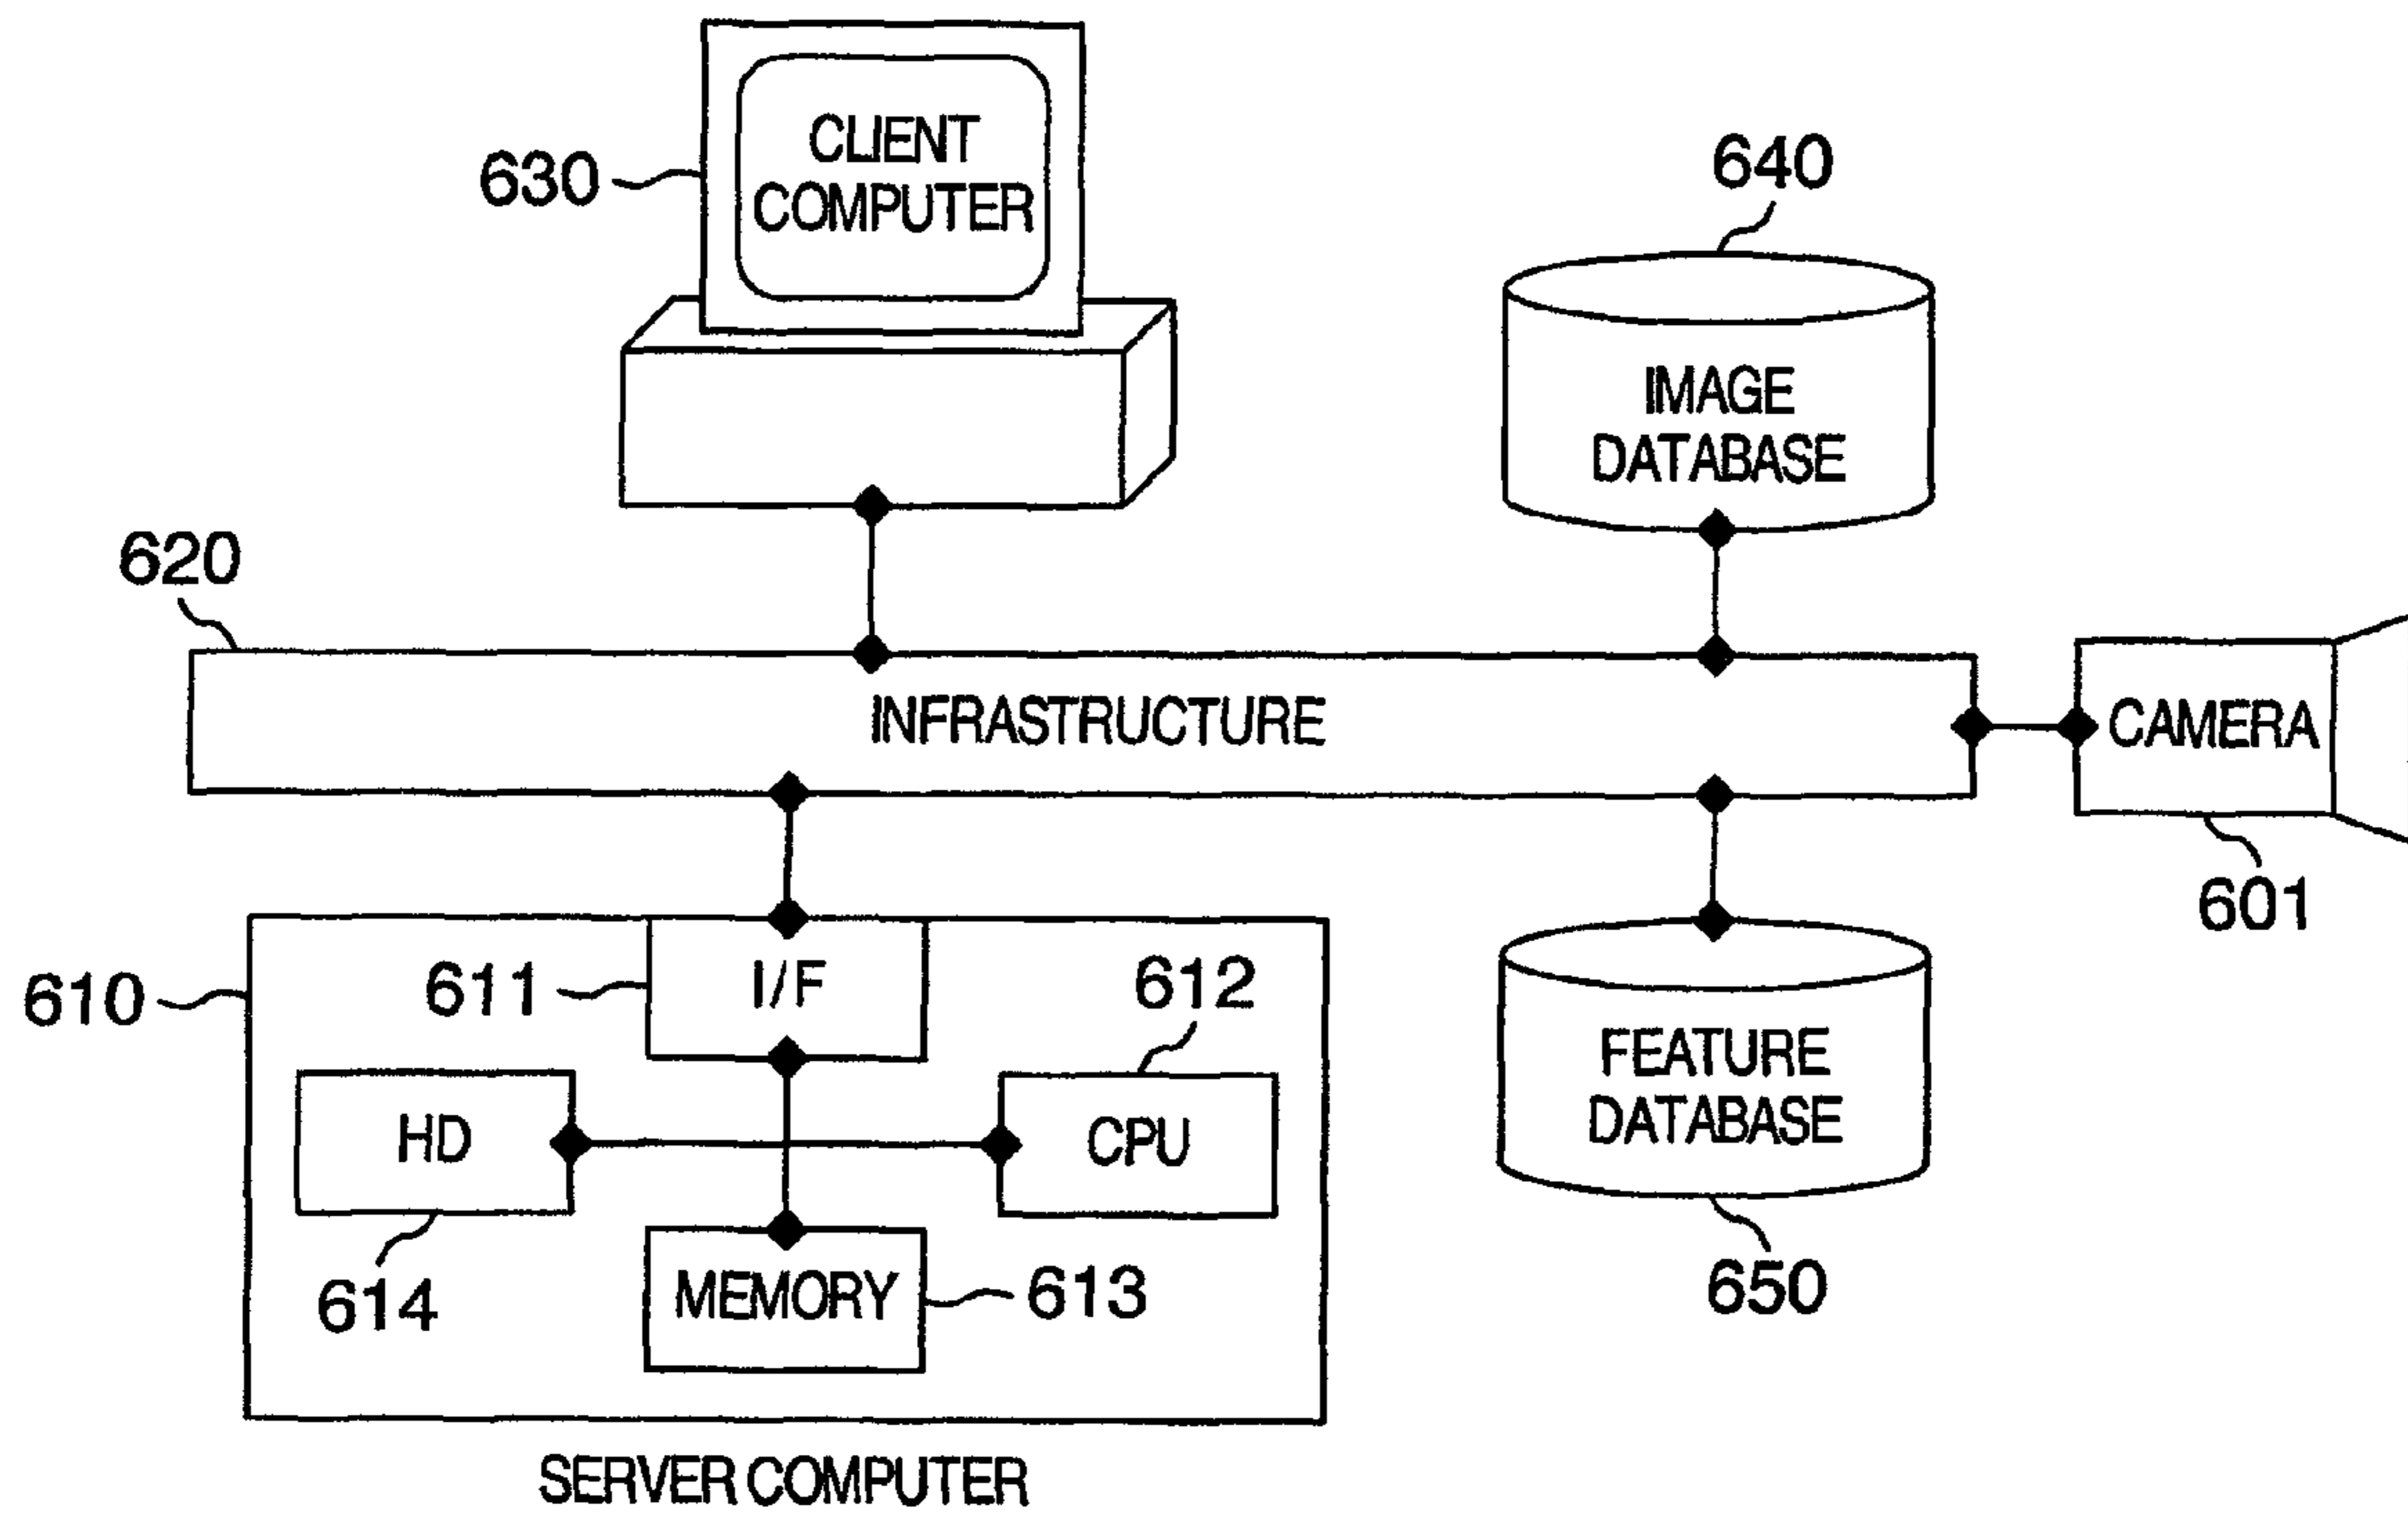 CLIENT
COMPUTER
630
640
IMAGE
DATABASE
620
INFRASTRUCTURE
CAMERA
601
610
611
I/F
612
HD
CPU
614
MEMORY
613
FEATURE
DATABASE
650
SERVER COMPUTER